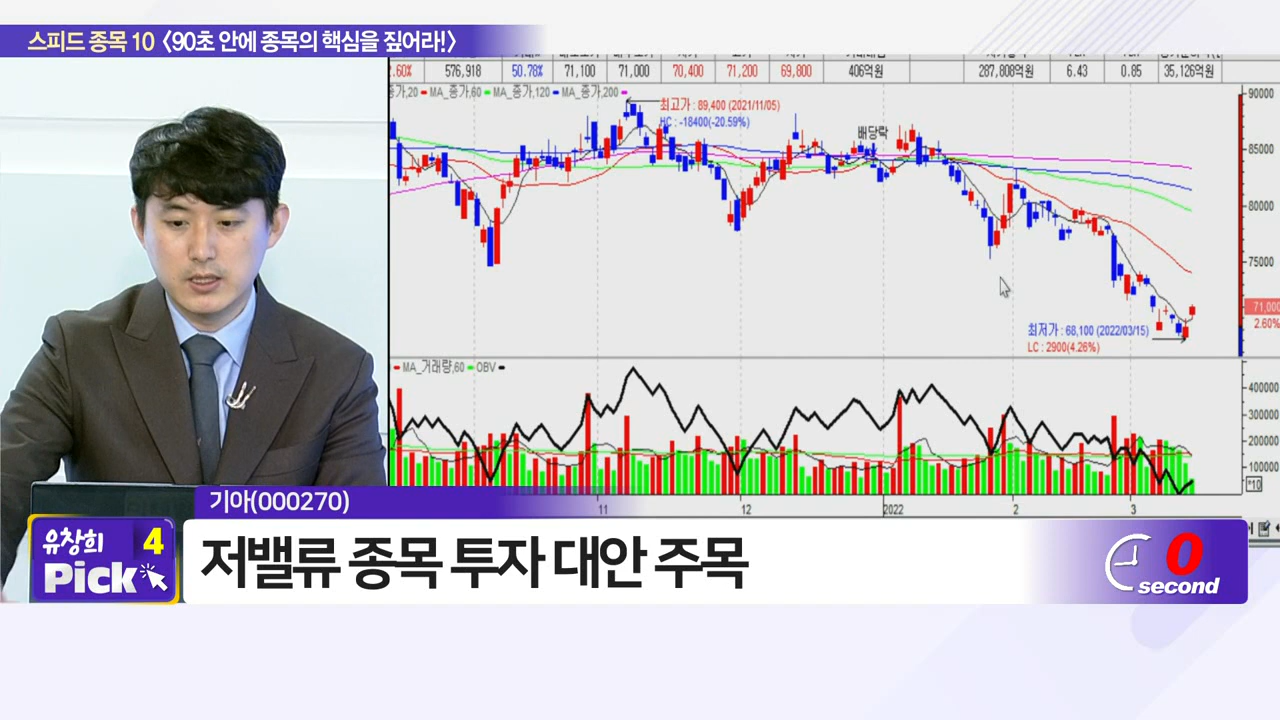 스피드 종목 10 〈90초 안에 종목의 핵심을 짚어라!〉
2.60% 576,918 50.78% 71,100 71,000 70,400 71,200 69,800 406억원 287,808억원 6.43 0.85 35,126억원
종가,20 MA_종가,60 MA_종가,120 MA_종가,200
최고가 : 89,400 (2021/11/05)
HC : -18400(-20.59%)
배당락
90000
85000
80000
75000
71,000
2.60%
최저가 : 68,100 (2022/03/15)
LC : 2900(4.26%)
MA_거래량,60 OBV
400000
300000
200000
100000
*10
11 12 2022 2 3
기아(000270)
유창희 4
Pick
저밸류 종목 투자 대안 주목
0
second